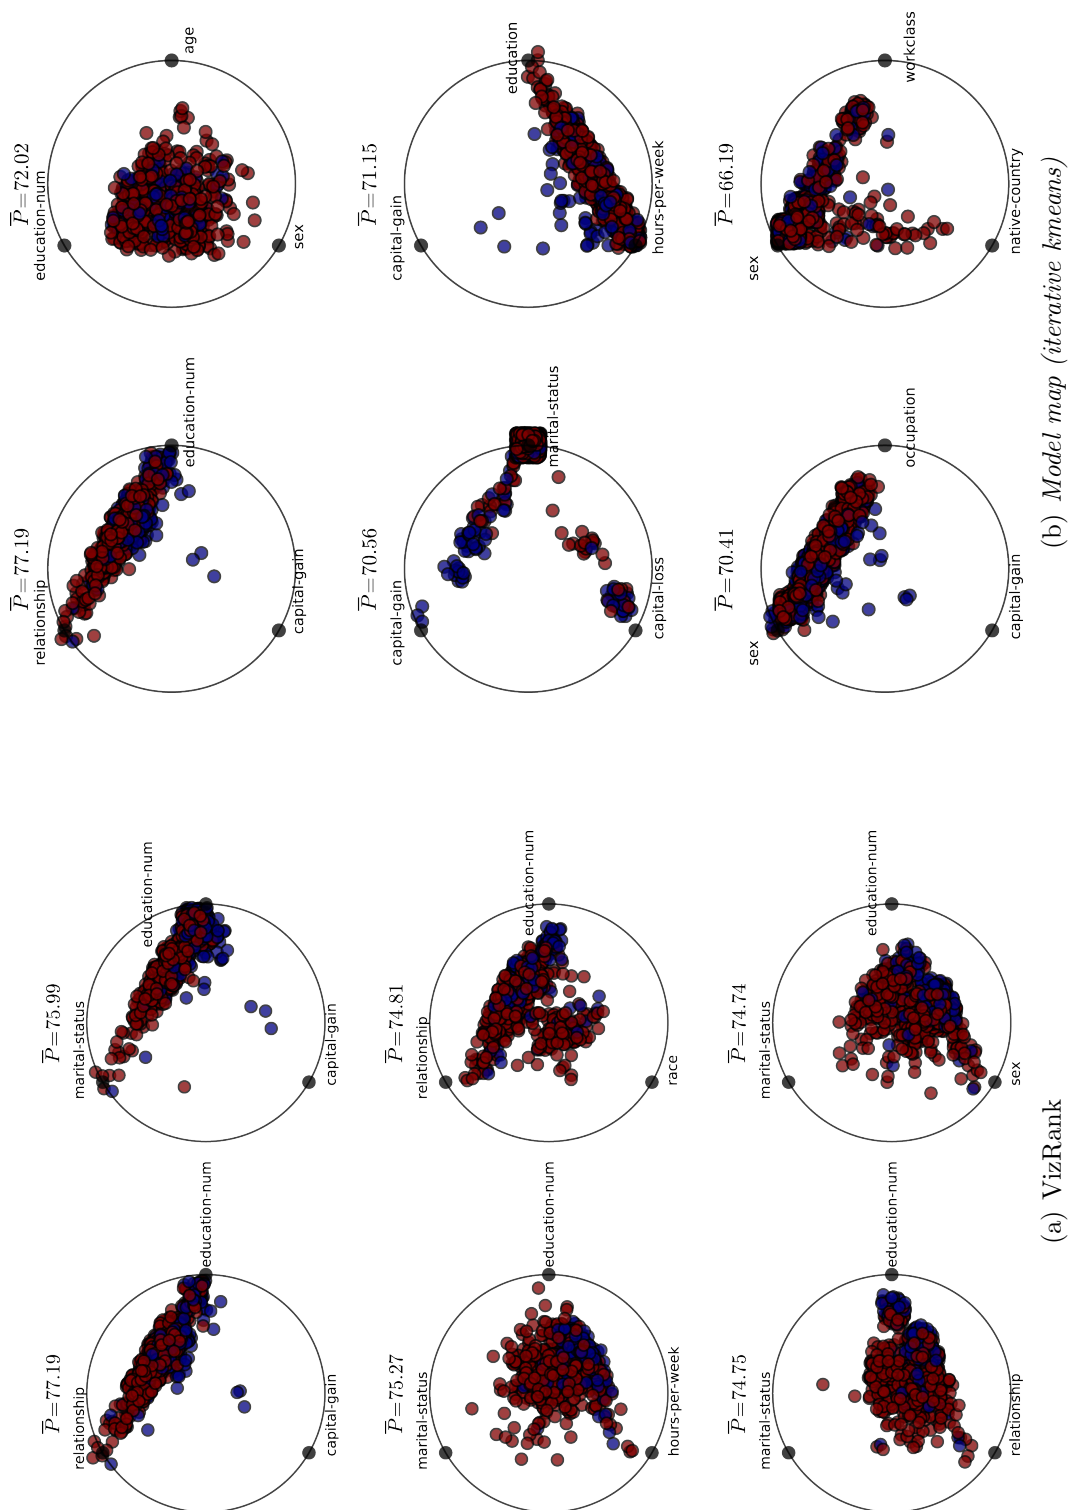 P̅=77.19
relationship
education-num
capital-gain
P̅=75.99
marital-status
education-num
capital-gain
P̅=75.27
marital-status
education-num
hours-per-week
P̅=74.81
relationship
education-num
race
P̅=74.75
marital-status
education-num
relationship
P̅=74.74
marital-status
education-num
sex
(a) VizRank
P̅=77.19
relationship
education-num
capital-gain
P̅=72.02
education-num
age
sex
P̅=70.56
capital-gain
marital-status
capital-loss
P̅=71.15
capital-gain
education
hours-per-week
P̅=70.41
sex
occupation
capital-gain
P̅=66.19
sex
workclass
native-country
(b) Model map (iterative kmeans)